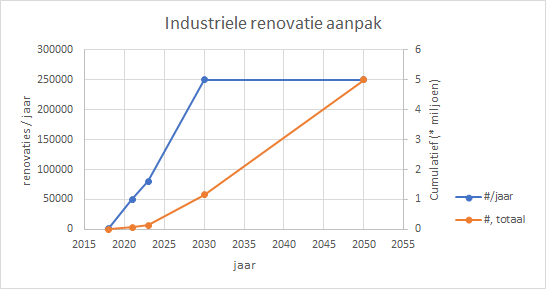 Industriele renovatie aanpak
300000
250000
200000
150000
100000
50000
0
renovaties / jaar
6
5
4
3
2
1
0
Cumulatief (* miljoen)
2015 2020 2025 2030 2035 2040 2045 2050 2055
jaar
#/jaar
#, totaal